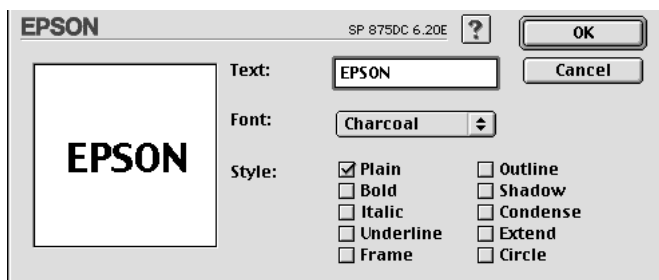 EPSON SP 875DC 6.20E ? OK
Text: EPSON Cancel
Font: Charcoal
EPSON
Style: Plain Outline
Bold Shadow
Italic Condense
Underline Extend
Frame Circle